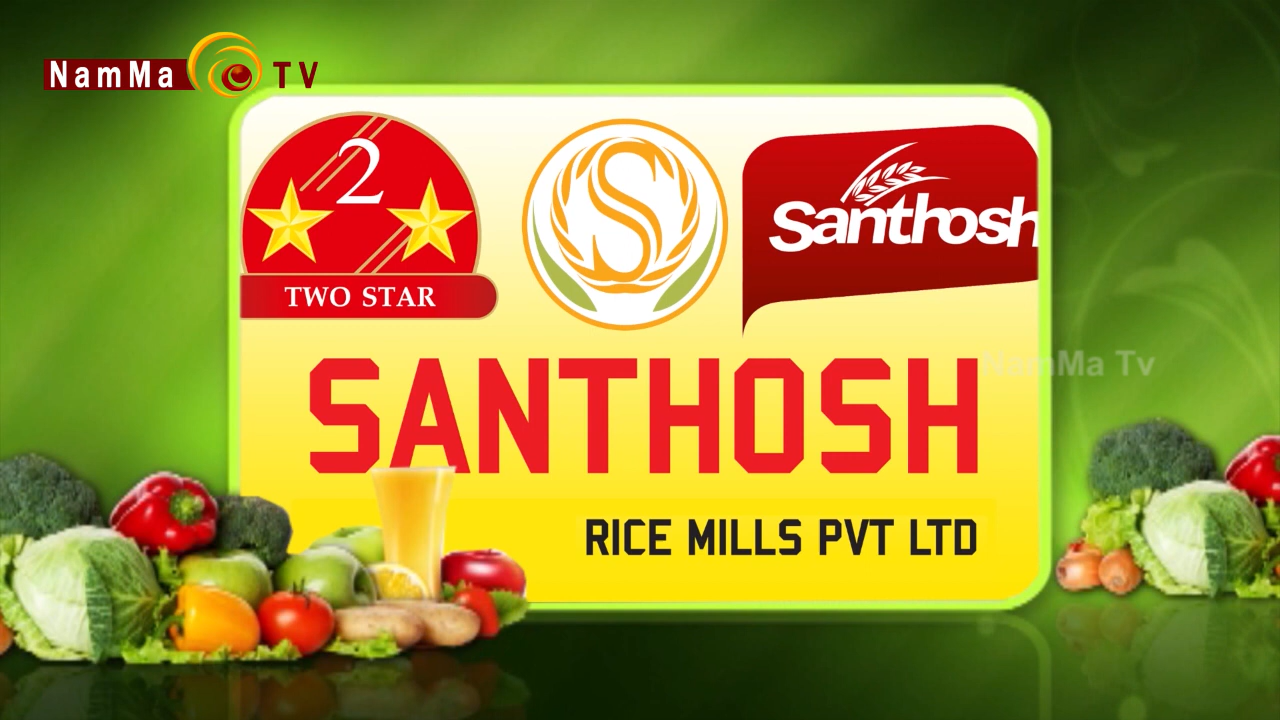 NamMa TV
2
TWO STAR
S
Santhosh
SANTHOSH
NamMa Tv
RICE MILLS PVT LTD